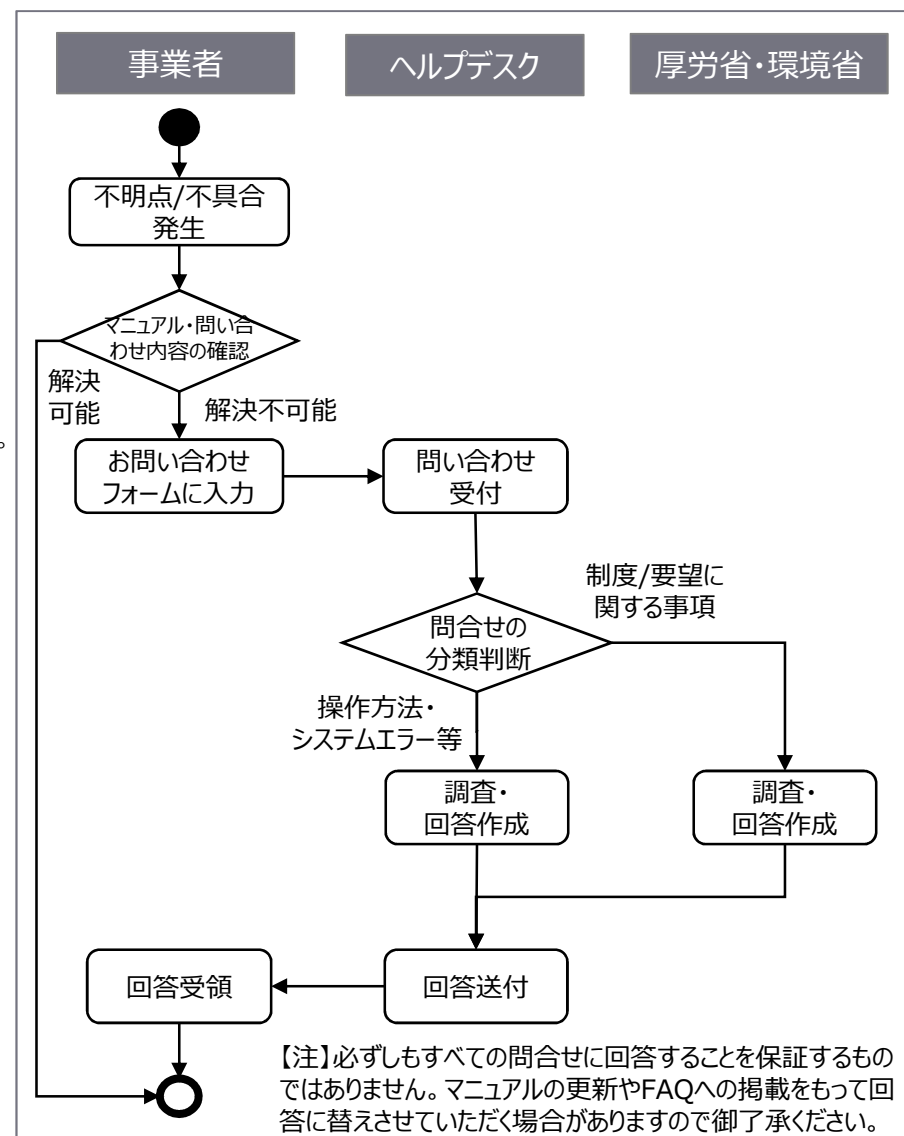 事業者
ヘルプデスク
厚労省・環境省
不明点/不具合
発生
マニュアル・問い合
わせ内容の確認
解決
可能
解決不可能
。
お問い合わせ
フォームに入力
問い合わせ
受付
制度/要望に
関する事項
問合せの
分類判断
操作方法・
システムエラー等
調査・
回答作成
調査・
回答作成
回答受領
回答送付
【注】必ずしもすべての問合せに回答することを保証するもの
ではありません。マニュアルの更新やFAQへの掲載をもって回
答に替えさせていただく場合がありますので御了承ください。